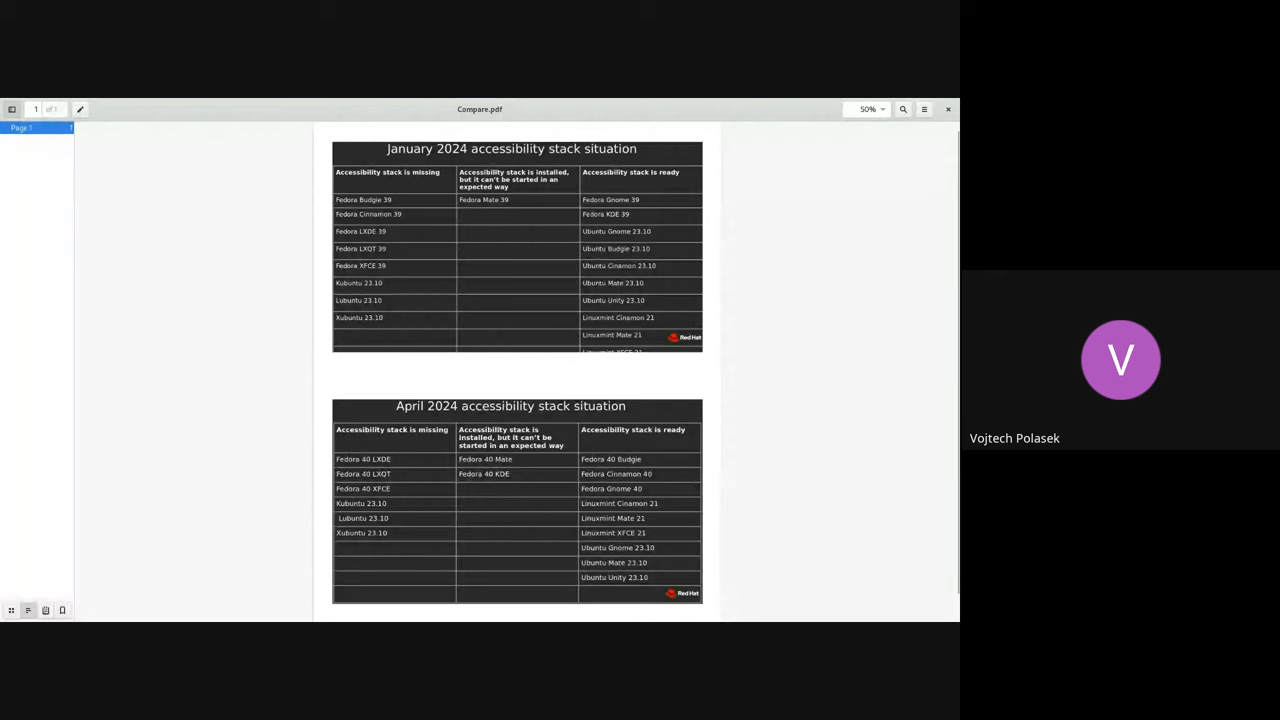 1 of 1
Compare.pdf
50%
Page 1 1
January 2024 accessibility stack situation
Accessibility stack is missing
Accessibility stack is installed,
but it can't be started in an
expected way
Accessibility stack is ready
Fedora Budgie 39 Fedora Mate 39 Fedora Gnome 39
Fedora Cinnamon 39 Fedora KDE 39
Fedora LXDE 39 Ubuntu Gnome 23.10
Fedora LXQT 39 Ubuntu Budgie 23.10
Fedora XFCE 39 Ubuntu Cinamon 23.10
Kubuntu 23.10 Ubuntu Mate 23.10
Lubuntu 23.10 Ubuntu Unity 23.10
Xubuntu 23.10 Linuxmint Cinamon 21
Linuxmint Mate 21
Red Hat
Linuxmint XFCE 21
April 2024 accessibility stack situation
Accessibility stack is missing
Accessibility stack is
installed, but it can't be
started in an expected way
Accessibility stack is ready
Fedora 40 LXDE Fedora 40 Mate Fedora 40 Budgie
Fedora 40 LXQT Fedora 40 KDE Fedora Cinnamon 40
Fedora 40 XFCE Fedora Gnome 40
Kubuntu 23.10 Linuxmint Cinamon 21
Lubuntu 23.10 Linuxmint Mate 21
Xubuntu 23.10 Linuxmint XFCE 21
Ubuntu Gnome 23.10
Ubuntu Mate 23.10
Ubuntu Unity 23.10
Red Hat
V
Vojtech Polasek